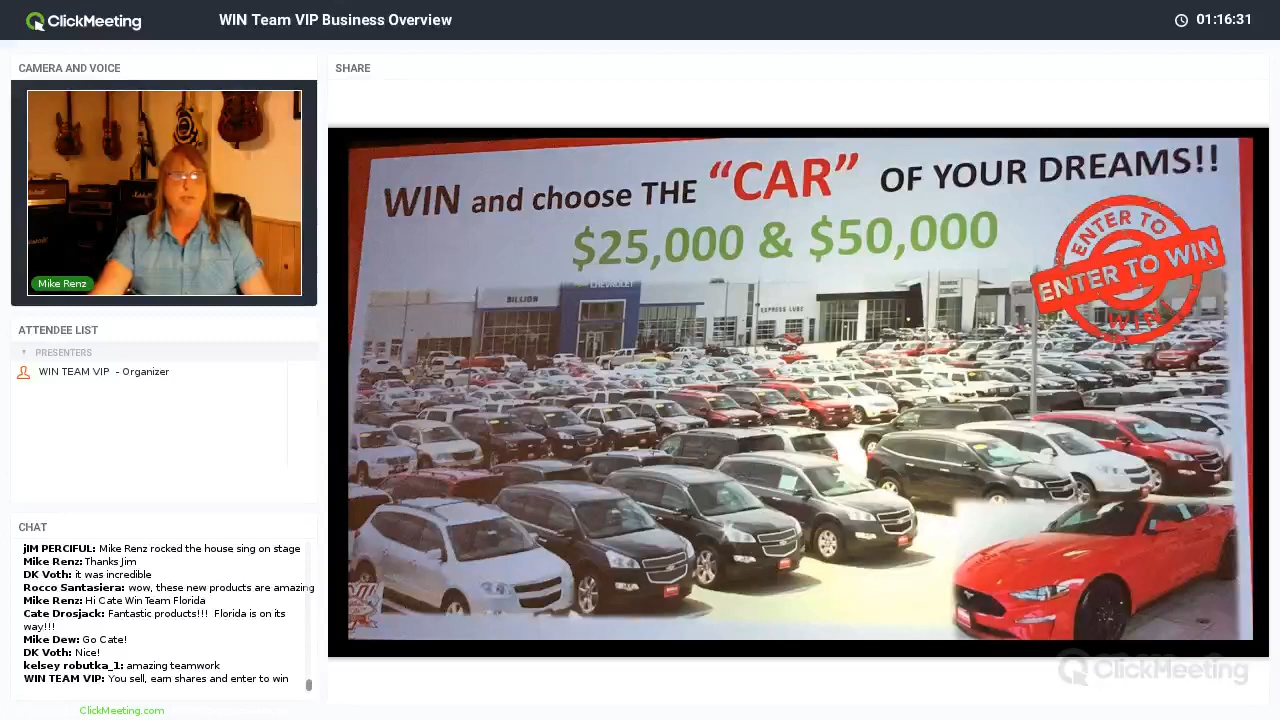 ClickMeeting
WIN Team VIP Business Overview
01:16:31
CAMERA AND VOICE
Mike Renz
ATTENDEE LIST
PRESENTERS
WIN TEAM VIP - Organizer
CHAT
jIM PERCIFUL: Mike Renz rocked the house sing on stage
Mike Renz: Thanks Jim
DK Voth: it was incredible
Rocco Santasiera: wow, these new products are amazing
Mike Renz: Hi Cate Win Team Florida
Cate Drosjack: Fantastic products!!! Florida is on its
way!!!
Mike Dew: Go Cate!
DK Voth: Nice!
kelsey robutka_1: amazing teamwork
WIN TEAM VIP: You sell, earn shares and enter to win
ClickMeeting.com
SHARE
WIN and choose THE “CAR” OF YOUR DREAMS!!
$25,000 & $50,000
ENTER TO
ENTER TO WIN
WIN
BILLION
CHEVROLET
EXPRESS LUBE
ClickMeeting